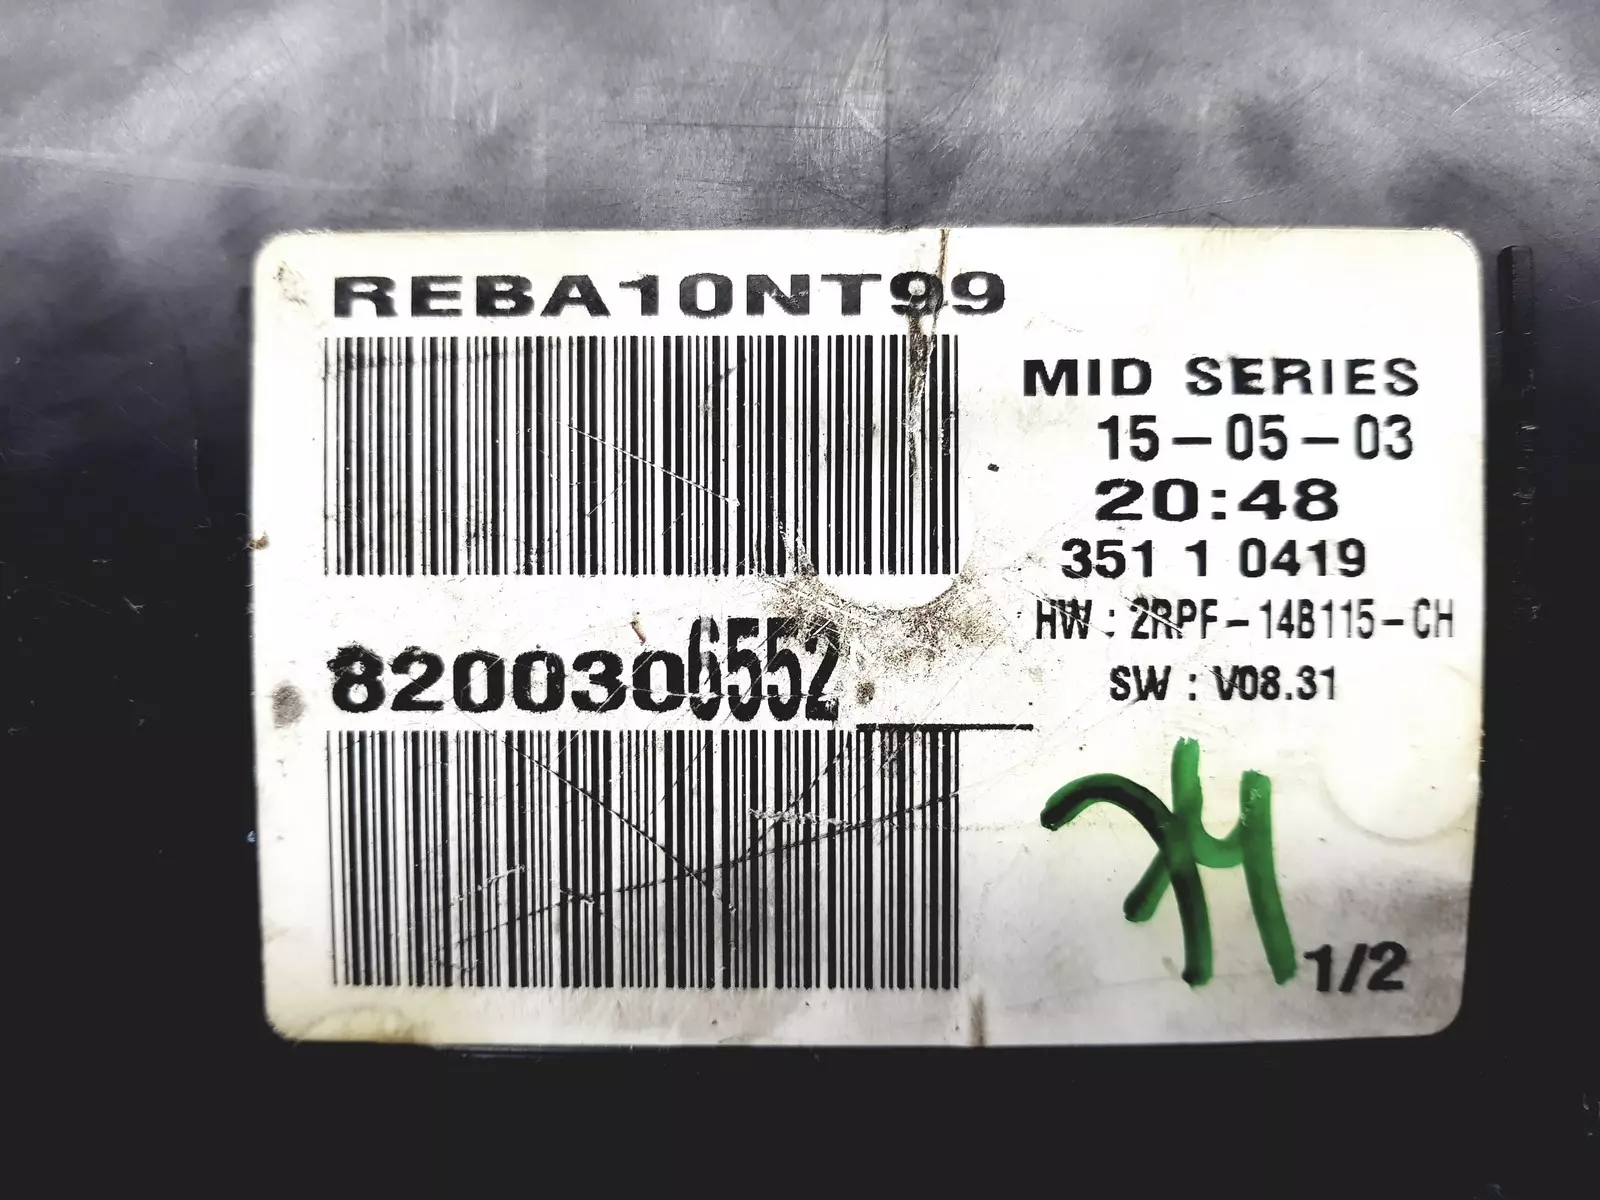 REBA10NT99
MID SERIES
15-05-03
20:48
351 1 0419
HW : 2RPF-14B115-CH
SW : V08.31
8200306552
1/2